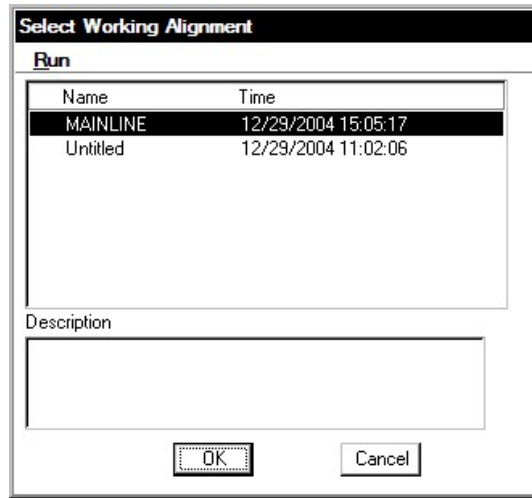 Select Working Alignment
Run
Name Time
MAINLINE 12/29/2004 15:05:17
Untitled 12/29/2004 11:02:06
Description
OK Cancel